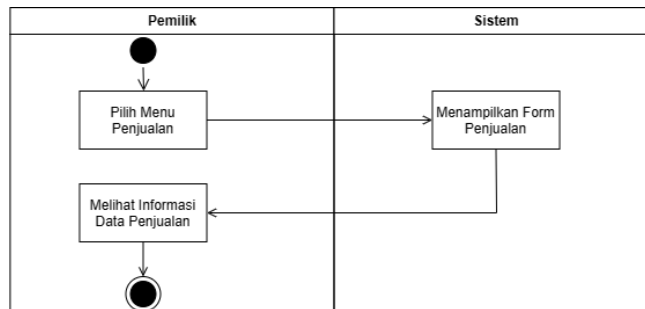 Pemilik
Sistem
Pilih Menu
Penjualan
Menampilkan Form
Penjualan
Melihat Informasi
Data Penjualan